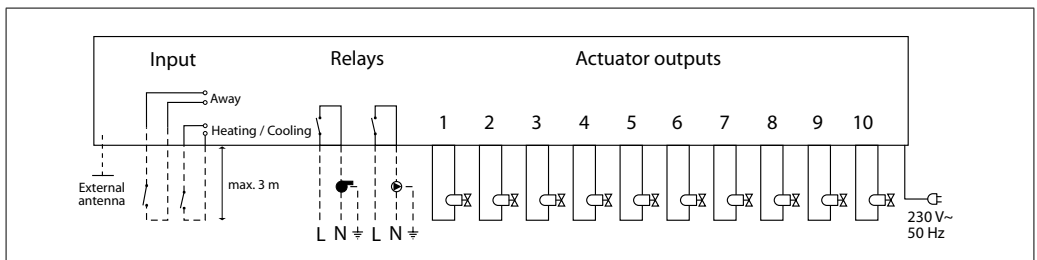 Input
Relays
Actuator outputs
Away
Heating / Cooling
1 2 3 4 5 6 7 8 9 10
External
antenna
max. 3 m
L N L N
230 V~
50 Hz